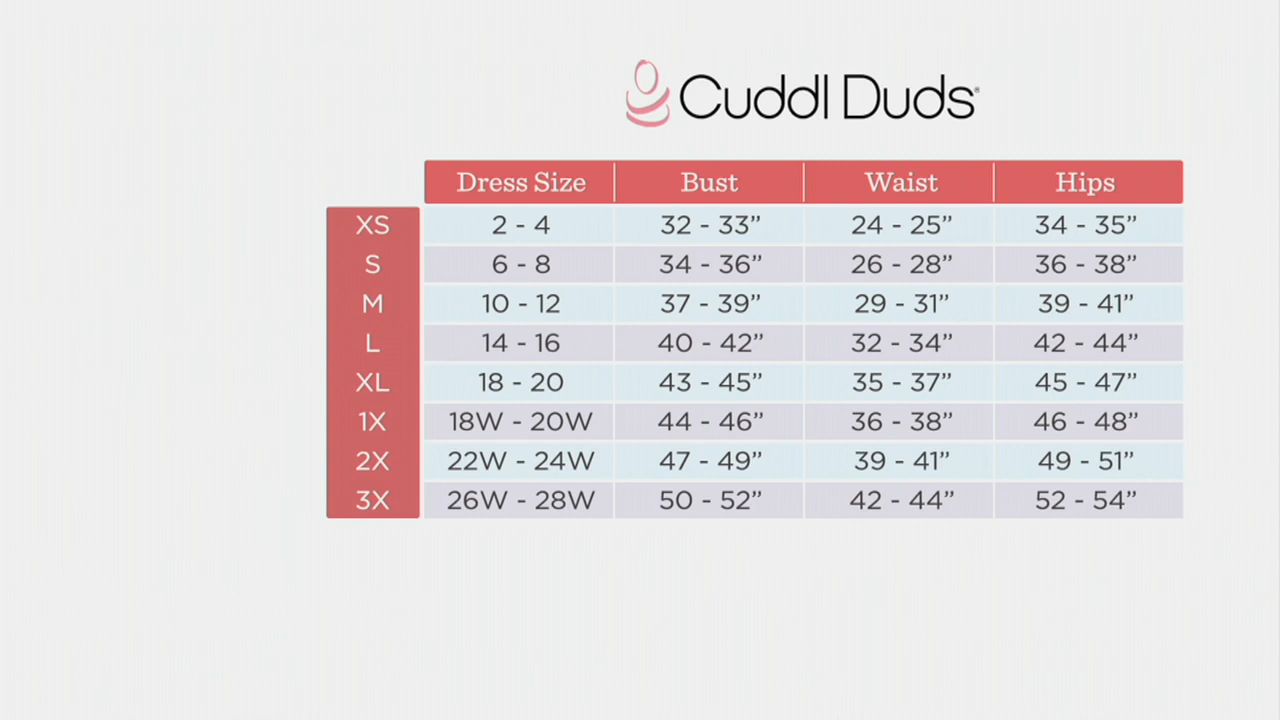 Cuddl Duds®
Dress Size Bust Waist Hips
XS 2 - 4 32 - 33” 24 - 25” 34 - 35”
S 6 - 8 34 - 36” 26 - 28” 36 - 38”
M 10 - 12 37 - 39” 29 - 31” 39 - 41”
L 14 - 16 40 - 42” 32 - 34” 42 - 44”
XL 18 - 20 43 - 45” 35 - 37” 45 - 47”
1X 18W - 20W 44 - 46” 36 - 38” 46 - 48”
2X 22W - 24W 47 - 49” 39 - 41” 49 - 51”
3X 26W - 28W 50 - 52” 42 - 44” 52 - 54”